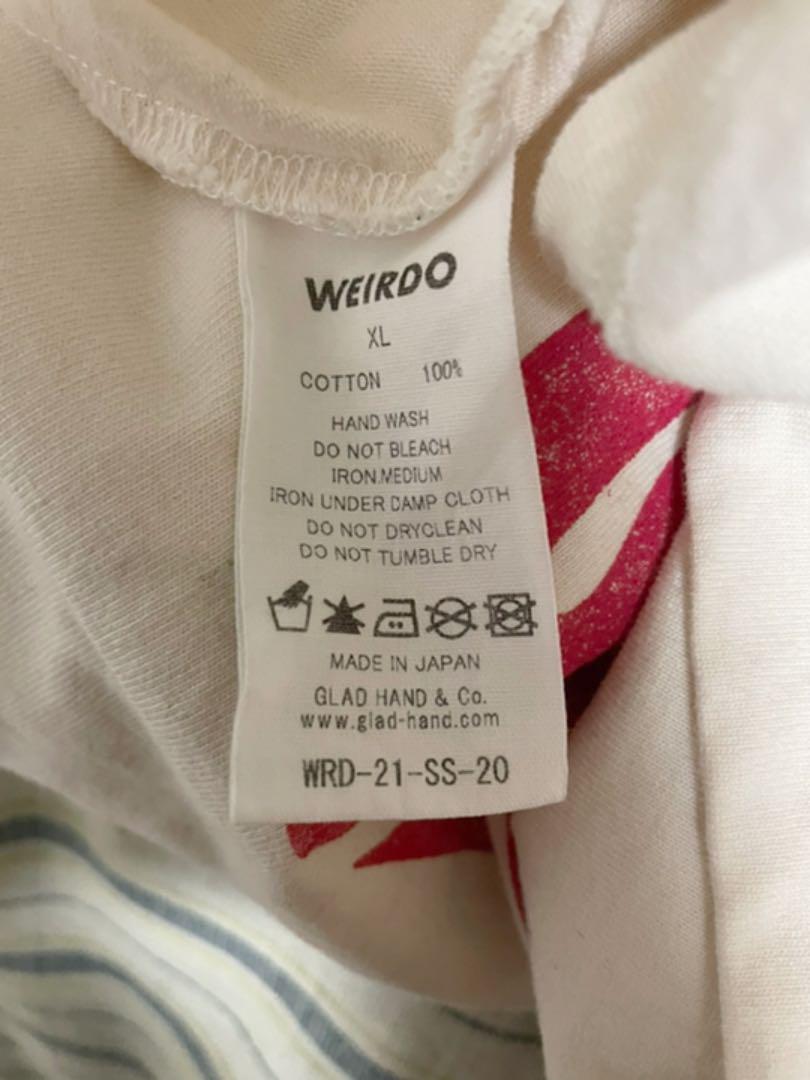 WEIRDO
XL
COTTON 100%
HAND WASH
DO NOT BLEACH
IRON.MEDIUM
IRON UNDER DAMP CLOTH
DO NOT DRYCLEAN
DO NOT TUMBLE DRY
MADE IN JAPAN
GLAD HAND & Co.
www.glad-hand.com
WRD-21-SS-20